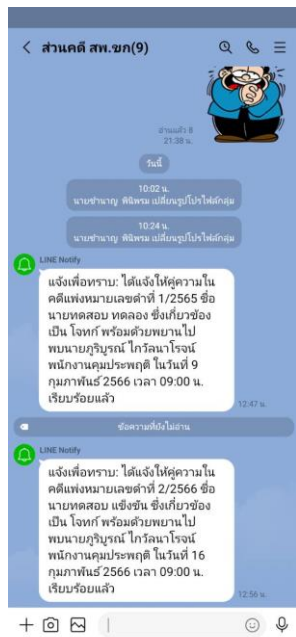 ส่วนคดี สพ.ขก(9)
อ่านแล้ว 8
21:38 น.
วันนี้
10:02 น.
นายชำนาญ พินิพรม เปลี่ยนรูปโปรไฟล์กลุ่ม
10:24 น.
นายชำนาญ พินิพรม เปลี่ยนรูปโปรไฟล์กลุ่ม
LINE Notify
แจ้งเพื่อทราบ: ได้แจ้งให้คู่ความใน
คดีแพ่งหมายเลขดำที่ 1/2565 ชื่อ
นายทดสอบ ทดลอง ซึ่งเกี่ยวข้อง
เป็น โจทก์ พร้อมด้วยพยานไป
พบนายภูริบูรณ์ ไกวัลนาโรจน์
พนักงานคุมประพฤติ ในวันที่ 9
กุมภาพันธ์ 2566 เวลา 09:00 น.
เรียบร้อยแล้ว
12:47 น.
ข้อความที่ยังไม่อ่าน
LINE Notify
แจ้งเพื่อทราบ: ได้แจ้งให้คู่ความใน
คดีแพ่งหมายเลขดำที่ 2/2566 ชื่อ
นายทดสอบ แข็งขัน ซึ่งเกี่ยวข้อง
เป็น โจทก์ พร้อมด้วยพยานไป
พบนายภูริบูรณ์ ไกวัลนาโรจน์
พนักงานคุมประพฤติ ในวันที่ 16
กุมภาพันธ์ 2566 เวลา 09:00 น.
เรียบร้อยแล้ว
12:56 น.